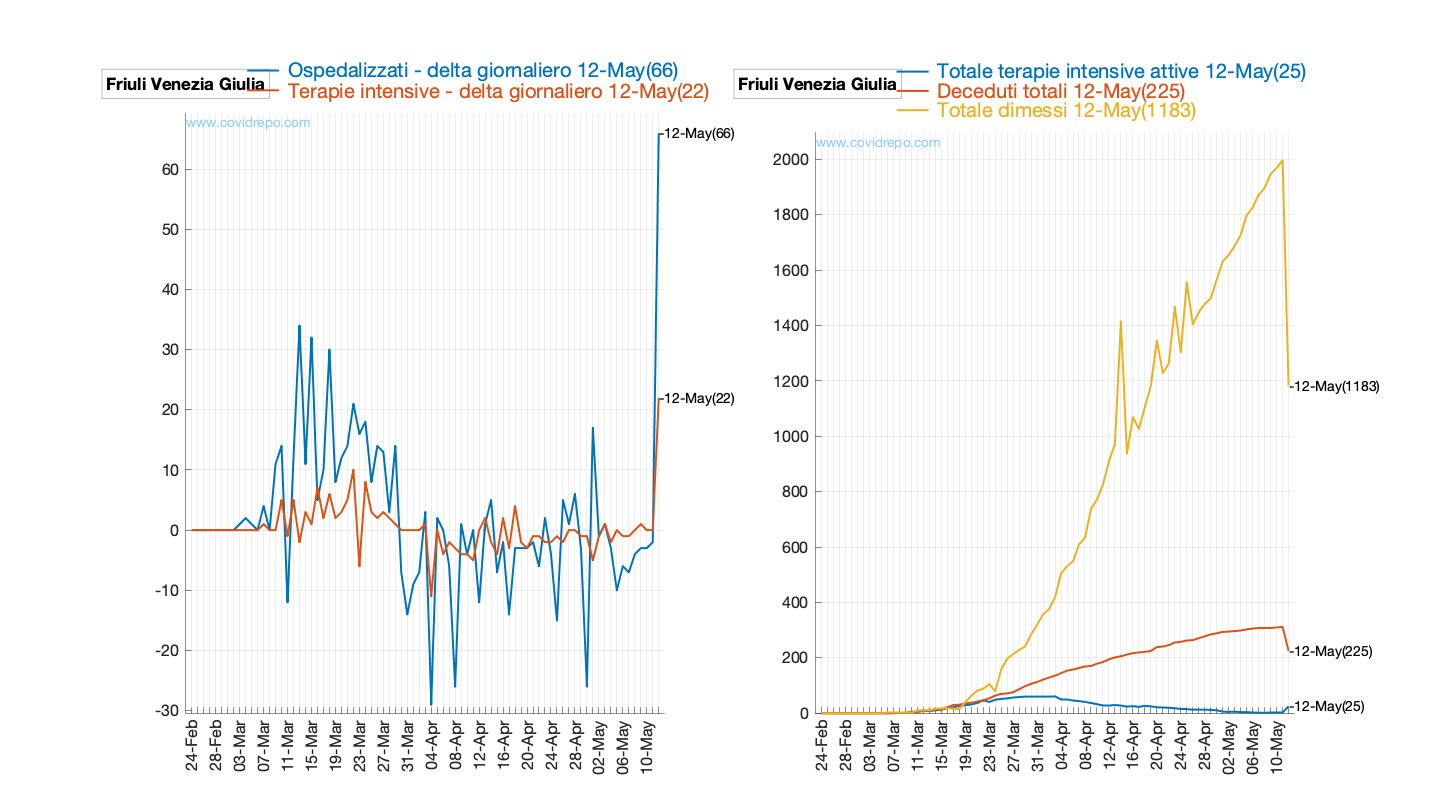 Friuli Venezia Giulia
Ospedalizzati - delta giornaliero 12-May(66)
Terapie intensive - delta giornaliero 12-May(22)
www.covidrepo.com
12-May(66)
12-May(22)
60
50
40
30
20
10
0
-10
-20
-30
24-Feb
28-Feb
03-Mar
07-Mar
11-Mar
15-Mar
19-Mar
23-Mar
27-Mar
31-Mar
04-Apr
08-Apr
12-Apr
16-Apr
20-Apr
24-Apr
28-Apr
02-May
06-May
10-May
Friuli Venezia Giulia
Totale terapie intensive attive 12-May(25)
Deceduti totali 12-May(225)
Totale dimessi 12-May(1183)
www.covidrepo.com
2000
1800
1600
1400
1200
1000
800
600
400
200
0
12-May(1183)
12-May(225)
12-May(25)
24-Feb
28-Feb
03-Mar
07-Mar
11-Mar
15-Mar
19-Mar
23-Mar
27-Mar
31-Mar
04-Apr
08-Apr
12-Apr
16-Apr
20-Apr
24-Apr
28-Apr
02-May
06-May
10-May